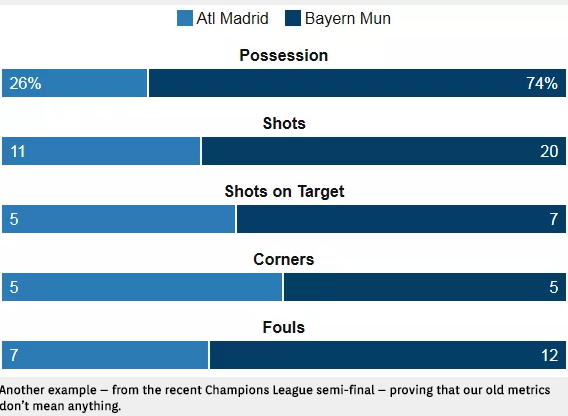 Atl Madrid Bayern Mun
Possession
26% 74%
Shots
11 20
Shots on Target
5 7
Corners
5 5
Fouls
7 12
Another example – from the recent Champions League semi-final – proving that our old metrics
don’t mean anything.